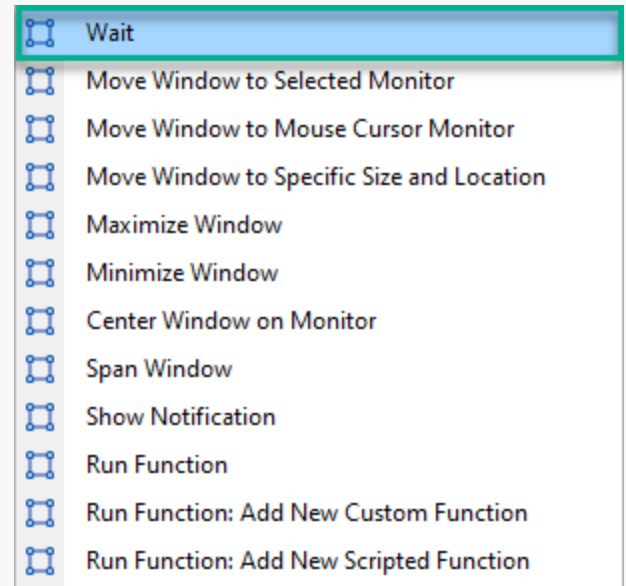 Wait
Move Window to Selected Monitor
Move Window to Mouse Cursor Monitor
Move Window to Specific Size and Location
Maximize Window
Minimize Window
Center Window on Monitor
Span Window
Show Notification
Run Function
Run Function: Add New Custom Function
Run Function: Add New Scripted Function